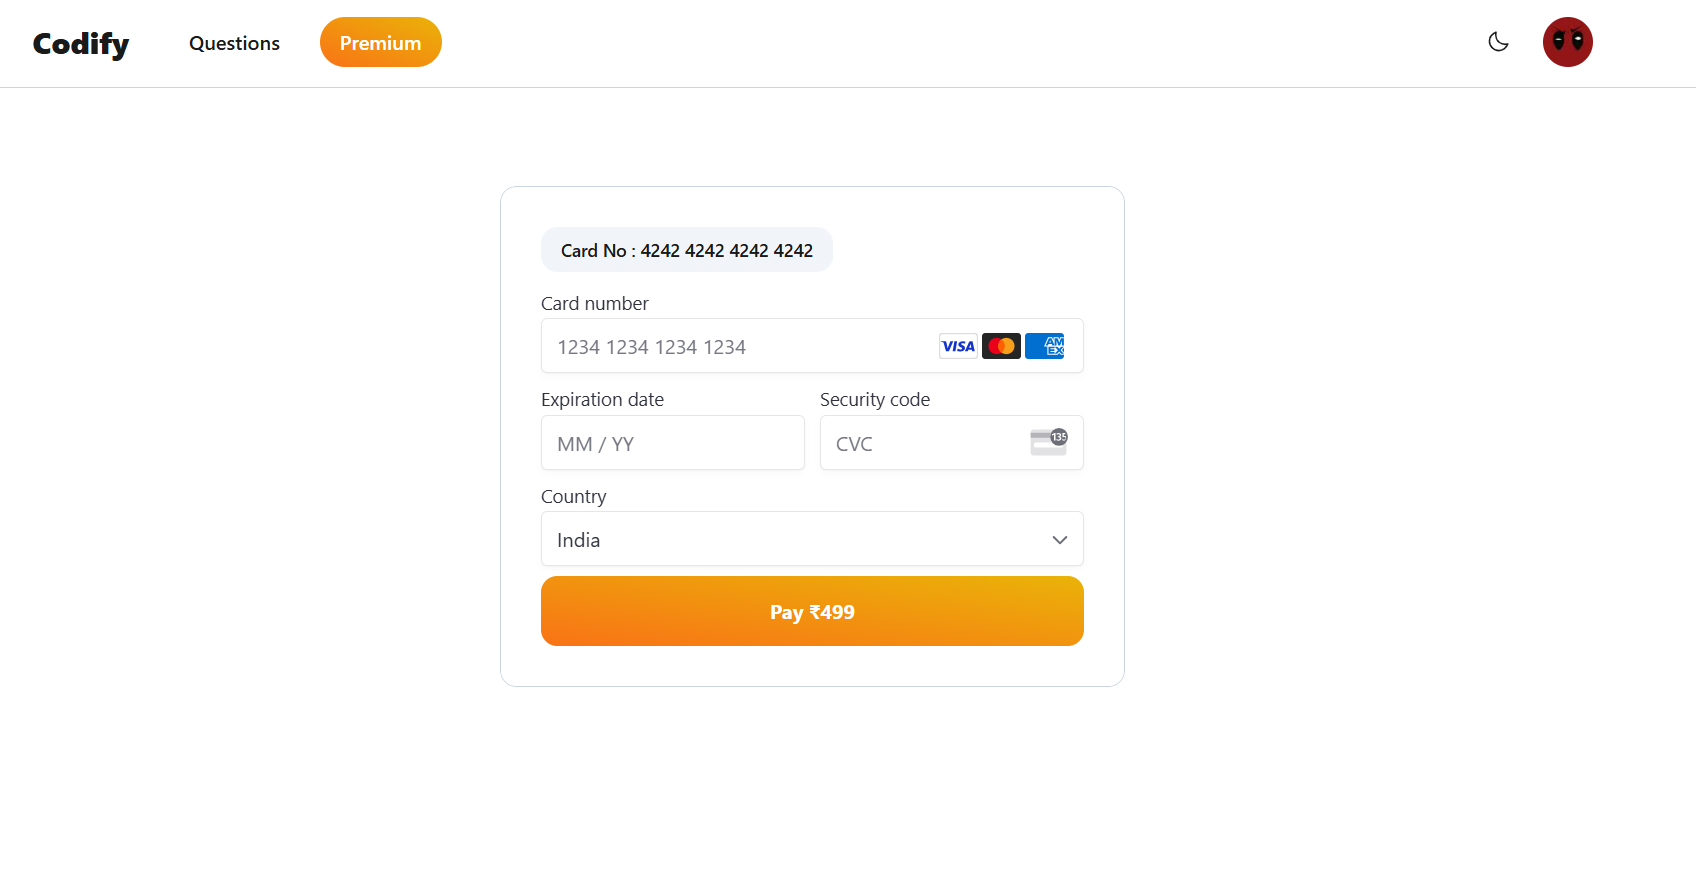 Codify
Questions
Premium
Card No : 4242 4242 4242 4242
Card number
1234 1234 1234 1234
VISA
AM
EX
Expiration date
Security code
MM / YY
CVC
135
Country
India
Pay ₹499